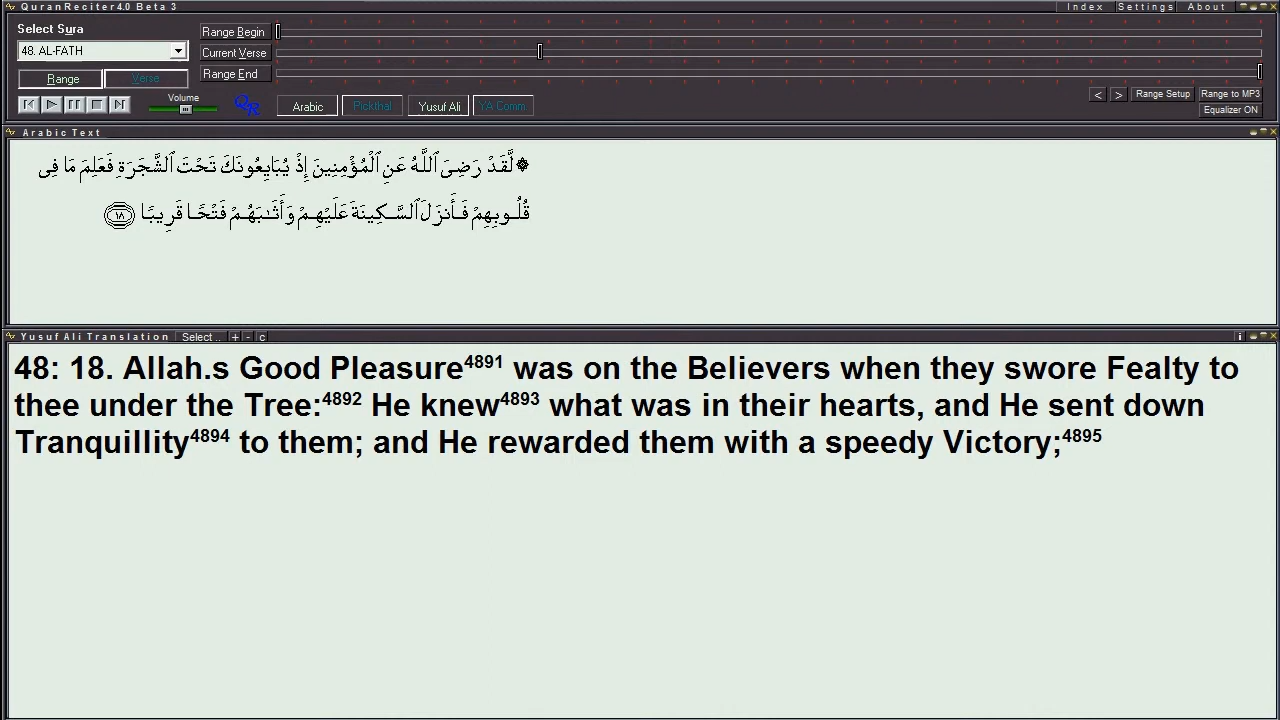 QuranReciter4.0 Beta 3
Index Settings About
Select Sura
48. AL-FATH
Range Verse
Volume
Range Begin
Current Verse
Range End
Arabic Pickthal Yusuf Ali YA Comm.
< > Range Setup Range to MP3
Equalizer ON
Arabic Text
۞ لَّقَدْ رَضِىَ ٱللَّهُ عَنِ ٱلْمُؤْمِنِينَ إِذْ يُبَايِعُونَكَ تَحْتَ ٱلشَّجَرَةِ فَعَلِمَ مَا فِى
قُلُوبِهِمْ فَأَنزَلَ ٱلسَّكِينَةَ عَلَيْهِمْ وَأَثَـٰبَهُمْ فَتْحًا قَرِيبًا ١٨
Yusuf Ali Translation Select .. + - c i
48: 18. Allah.s Good Pleasure4891 was on the Believers when they swore Fealty to
thee under the Tree:4892 He knew4893 what was in their hearts, and He sent down
Tranquillity4894 to them; and He rewarded them with a speedy Victory;4895